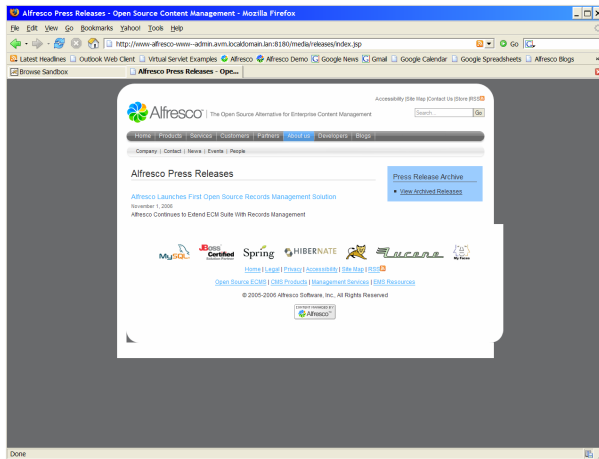 Alfresco Press Releases - Open Source Content Management - Mozilla Firefox
File Edit View Go Bookmarks Yahoo! Tools Help
http://www-alfresco-www--admin.avm.localdomain.lan:8180/media/releases/index.jsp Go
Latest Headlines Outlook Web Client Virtual Servlet Examples Alfresco Alfresco Demo Google News Gmail Google Calendar Google Spreadsheets Alfresco Blogs
Browse Sandbox Alfresco Press Releases - Ope...
Accessibility |Site Map |Contact Us |Store |RSS
Alfresco | The Open Source Alternative for Enterprise Content Management Search... Go
Home | Products | Services | Customers | Partners | About us | Developers | Blogs |
Company | Contact | News | Events | People
Alfresco Press Releases
Press Release Archive
View Archived Releases
Alfresco Launches First Open Source Records Management Solution
November 1, 2006
Alfresco Continues to Extend ECM Suite With Records Management
MySQL JBoss Certified Spring HIBERNATE Lucene My Faces
Home | Legal | Privacy | Accessibility | Site Map | RSS
Open Source ECMS | CMS Products | Management Services | EMS Resources
© 2005-2006 Alfresco Software, Inc., All Rights Reserved
CONTENT MANAGED BY
Alfresco
Done